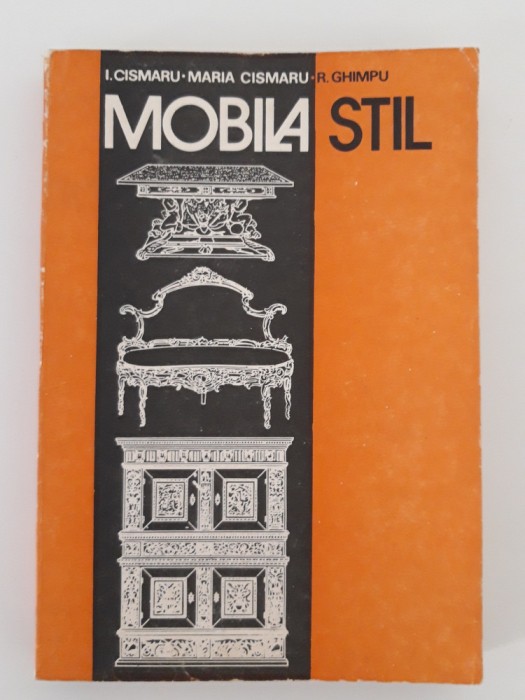 I. CISMARU · MARIA CISMARU · R. GHIMPU
MOBILA STIL